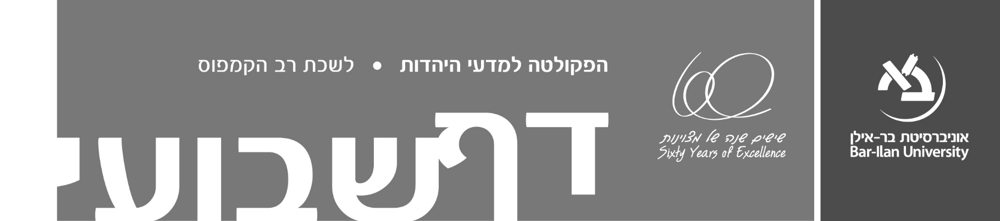 הפקולטה למדעי היהדות • לשכת רב הקמפוס
דף שבועי
שישים שנה של מצוינות
Sixty Years of Excellence
אוניברסיטת בר-אילן
Bar-Ilan University